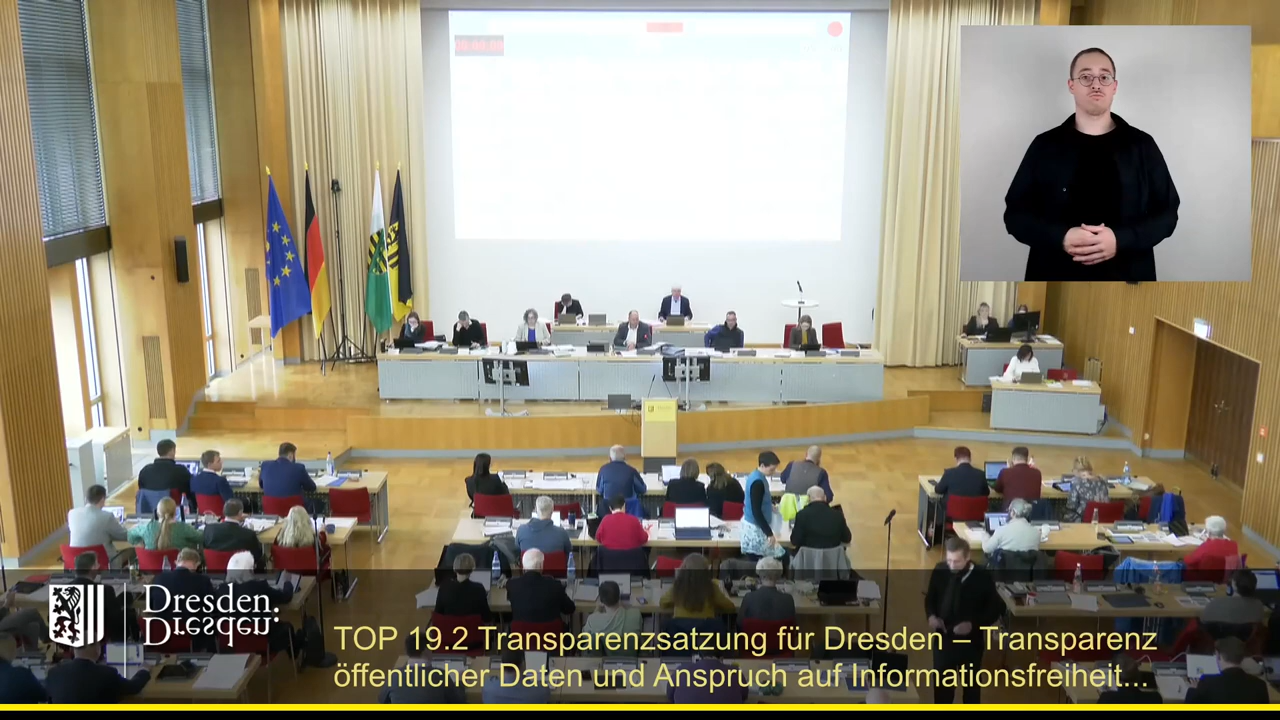 Dresden.
Dresden.
TOP 19.2 Transparenzsatzung für Dresden – Transparenz
öffentlicher Daten und Anspruch auf Informationsfreiheit...